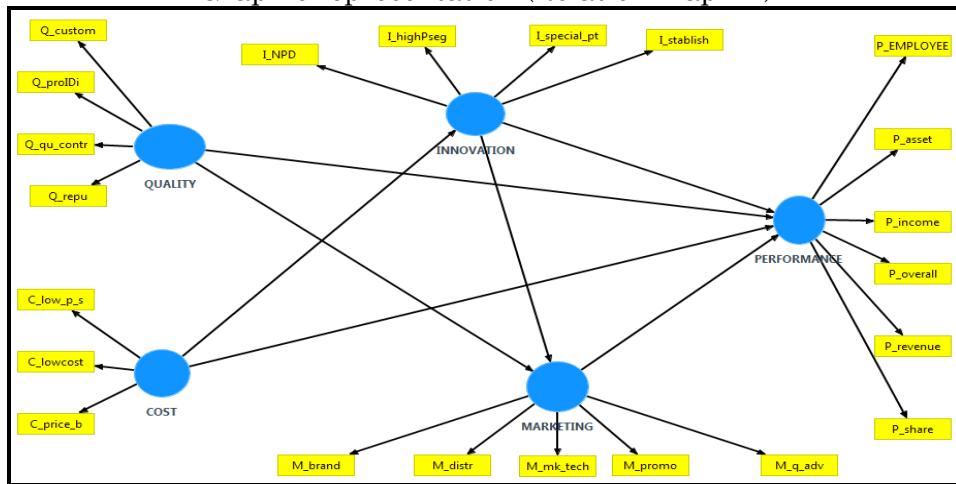 Q_custom
Q_proIDi
Q_qu_contr
Q_repu
QUALITY
I_NPD
I_highPseg
I_special_pt
I_stablish
INNOVATION
P_EMPLOYEE
P_asset
P_income
P_overall
P_revenue
P_share
PERFORMANCE
C_low_p_s
C_lowcost
C_price_b
COST
MARKETING
M_brand
M_distr
M_mk_tech
M_promo
M_q_adv